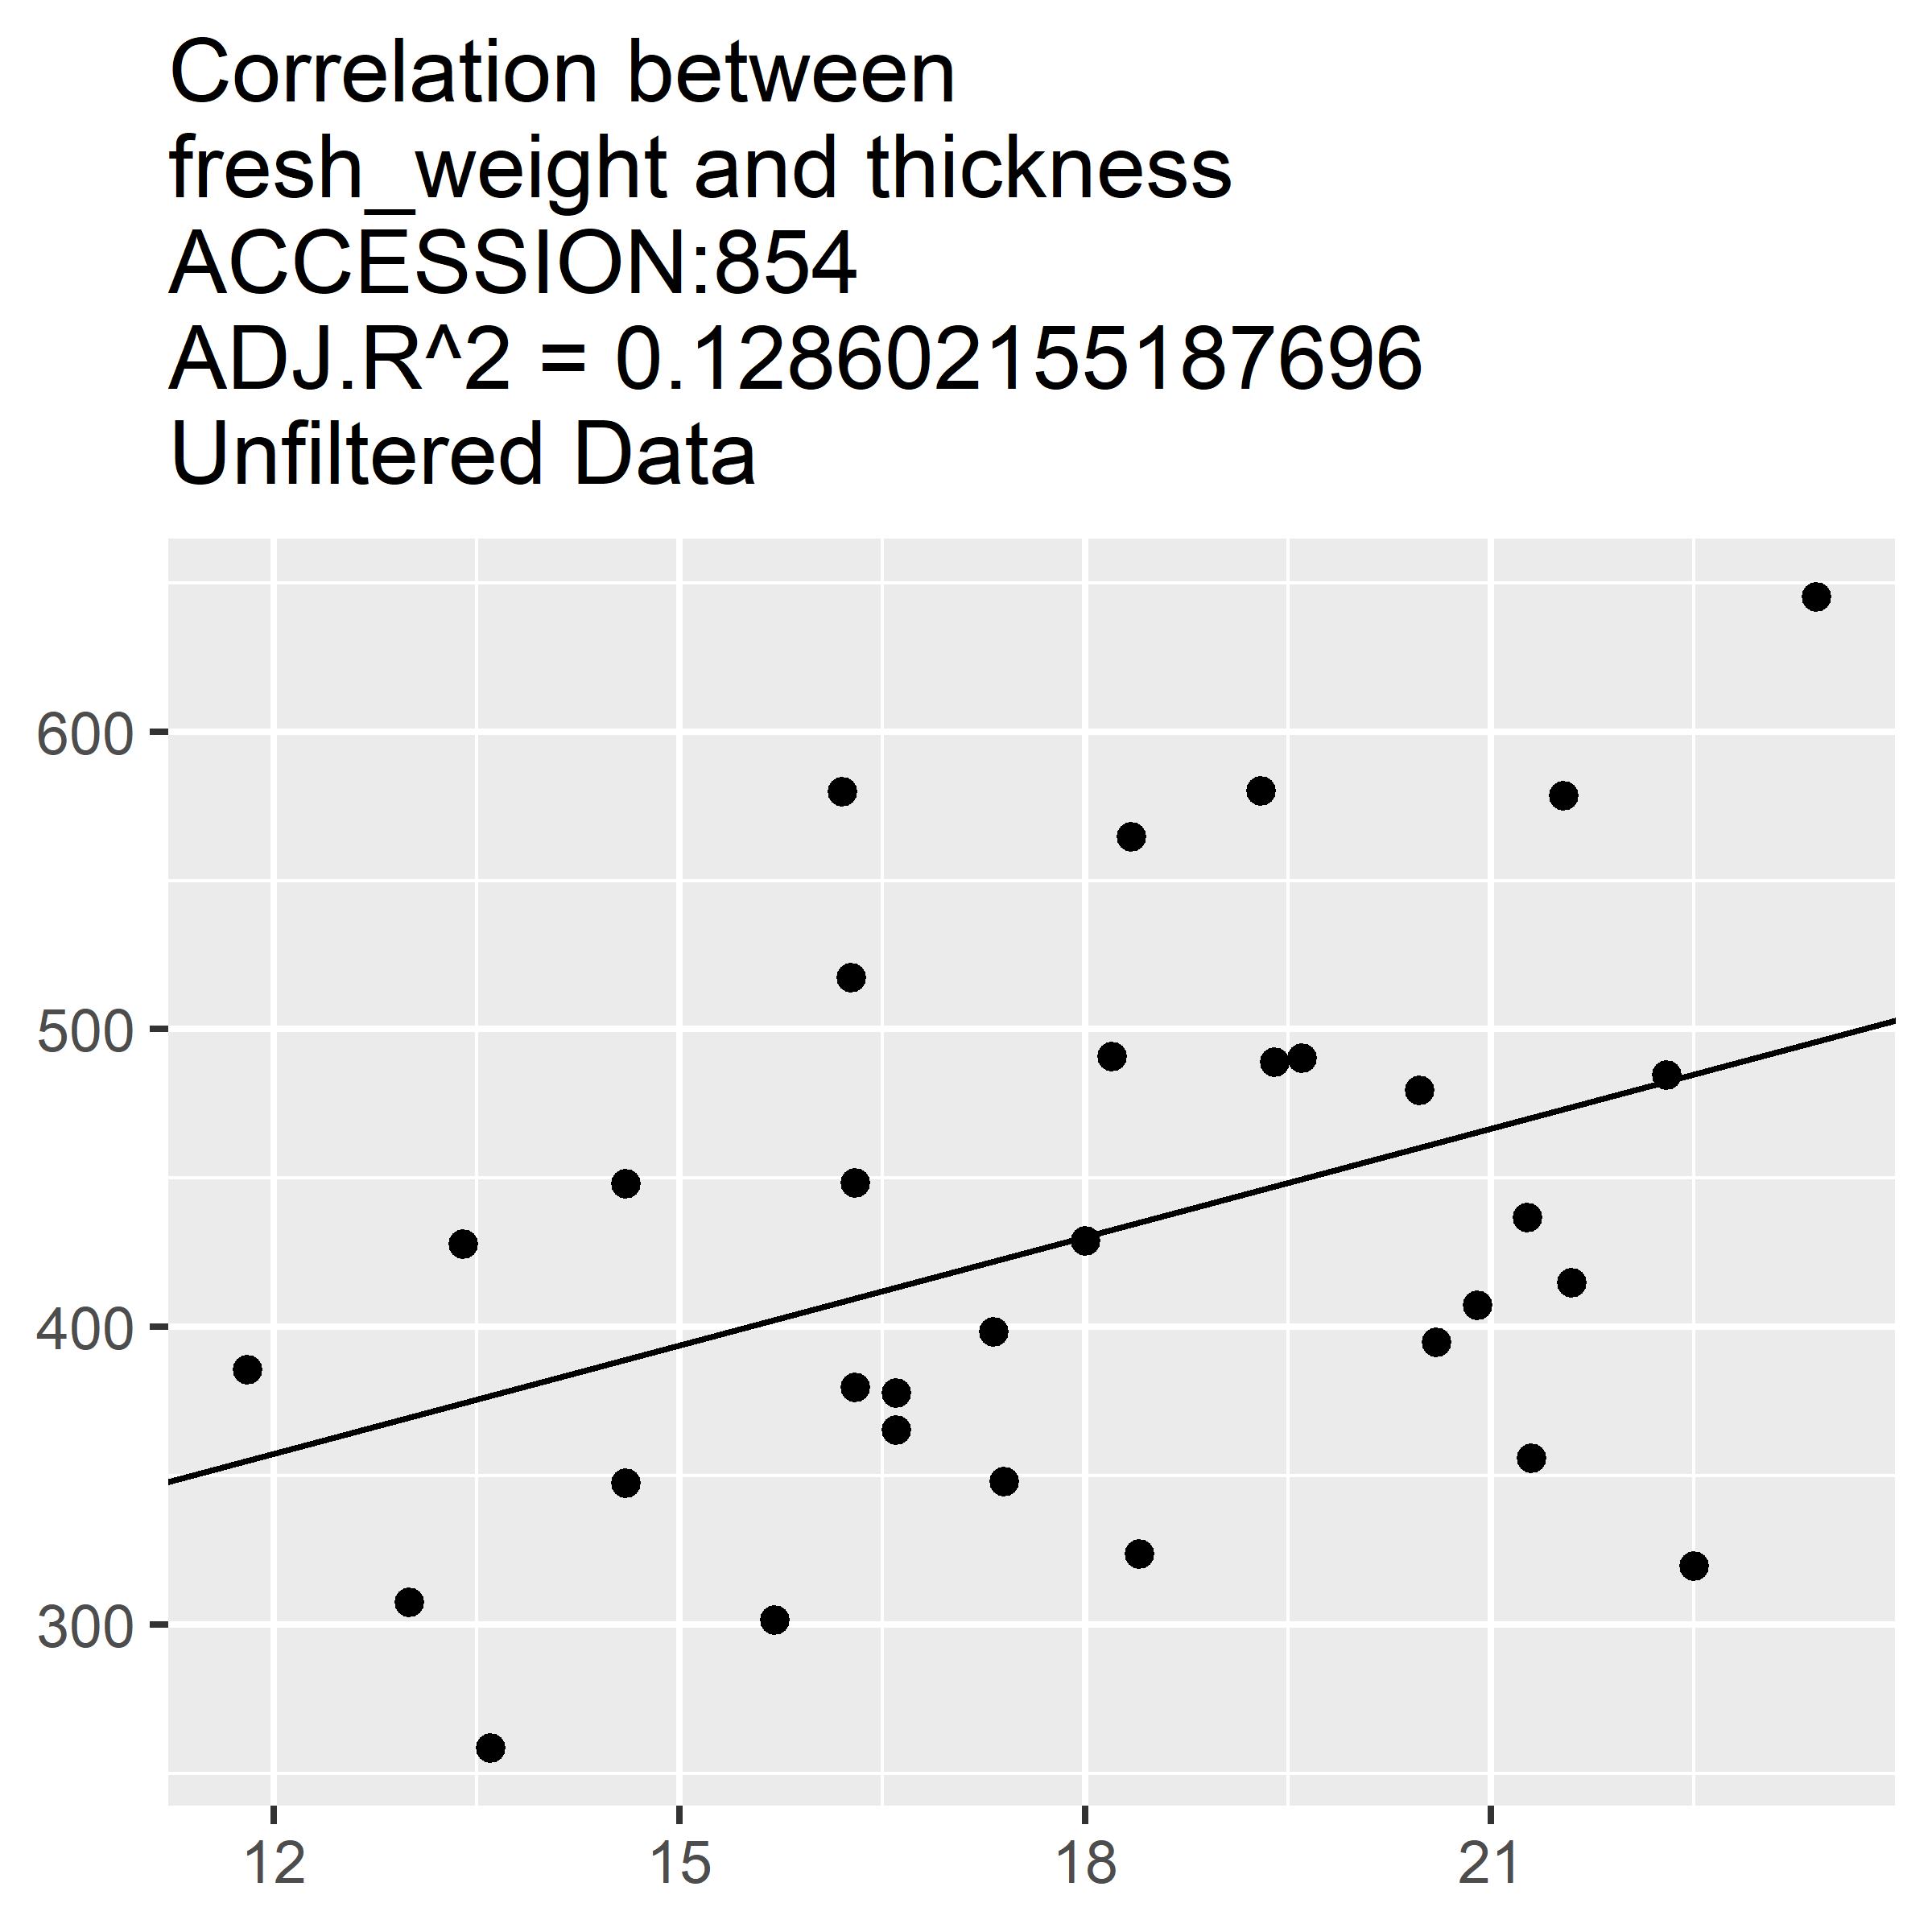 Correlation between
fresh_weight and thickness
ACCESSION:854
ADJ.R^2 = 0.128602155187696
Unfiltered Data
600
500
400
300
12 15 18 21